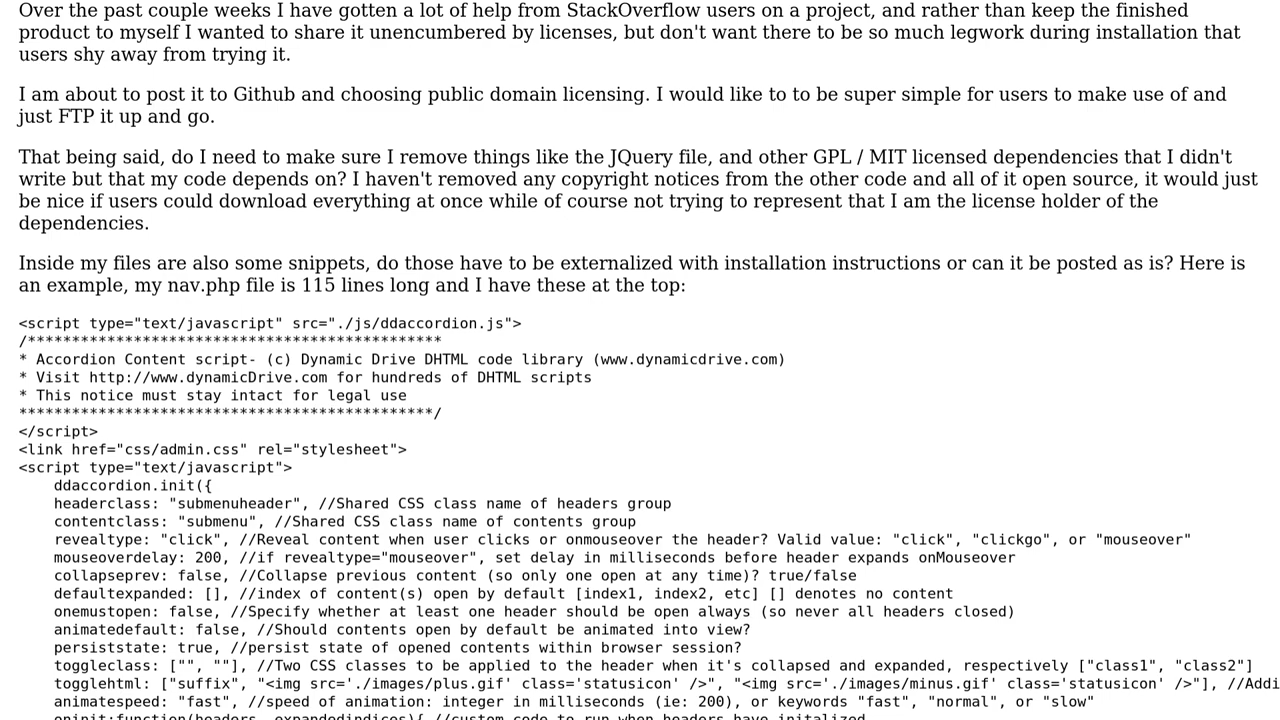 Over the past couple weeks I have gotten a lot of help from StackOverflow users on a project, and rather than keep the finished
product to myself I wanted to share it unencumbered by licenses, but don't want there to be so much legwork during installation that
users shy away from trying it.
I am about to post it to Github and choosing public domain licensing. I would like to to be super simple for users to make use of and
just FTP it up and go.
That being said, do I need to make sure I remove things like the JQuery file, and other GPL / MIT licensed dependencies that I didn't
write but that my code depends on? I haven't removed any copyright notices from the other code and all of it open source, it would just
be nice if users could download everything at once while of course not trying to represent that I am the license holder of the
dependencies.
Inside my files are also some snippets, do those have to be externalized with installation instructions or can it be posted as is? Here is
an example, my nav.php file is 115 lines long and I have these at the top:
<script type="text/javascript" src="./js/ddaccordion.js">
/***********************************************
* Accordion Content script- (c) Dynamic Drive DHTML code library (www.dynamicdrive.com)
* Visit http://www.dynamicDrive.com for hundreds of DHTML scripts
* This notice must stay intact for legal use
***********************************************/
</script>
<link href="css/admin.css" rel="stylesheet">
<script type="text/javascript">
    ddaccordion.init({
    headerclass: "submenuheader", //Shared CSS class name of headers group
    contentclass: "submenu", //Shared CSS class name of contents group
    revealtype: "click", //Reveal content when user clicks or onmouseover the header? Valid value: "click", "clickgo", or "mouseover"
    mouseoverdelay: 200, //if revealtype="mouseover", set delay in milliseconds before header expands onMouseover
    collapseprev: false, //Collapse previous content (so only one open at any time)? true/false
    defaultexpanded: [], //index of content(s) open by default [index1, index2, etc] [] denotes no content
    onemustopen: false, //Specify whether at least one header should be open always (so never all headers closed)
    animatedefault: false, //Should contents open by default be animated into view?
    persiststate: true, //persist state of opened contents within browser session?
    toggleclass: ["", ""], //Two CSS classes to be applied to the header when it's collapsed and expanded, respectively ["class1", "class2"]
    togglehtml: ["suffix", "<img src='./images/plus.gif' class='statusicon' />", "<img src='./images/minus.gif' class='statusicon' />"], //Addi
    animatespeed: "fast", //speed of animation: integer in milliseconds (ie: 200), or keywords "fast", "normal", or "slow"
    oninit:function(headers, expandedindices){ //custom code to run when headers have initalized